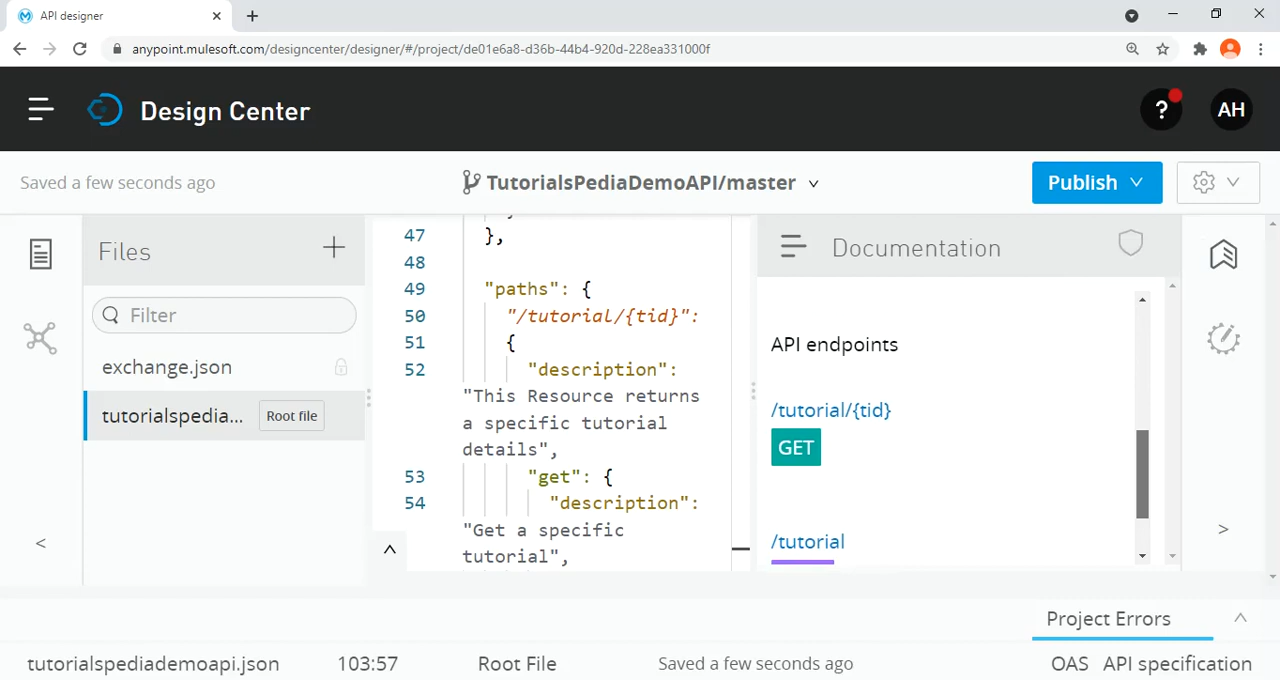 API designer
anypoint.mulesoft.com/designcenter/designer/#/project/de01e6a8-d36b-44b4-920d-228ea331000f
Design Center
?
AH
Saved a few seconds ago
TutorialsPediaDemoAPI/master
Publish
Files
Filter
exchange.json
tutorialspedia...
Root file
47 },
48
49 "paths": {
50 "/tutorial/{tid}":
51 {
52 "description":
"This Resource returns
a specific tutorial
details",
53 "get": {
54 "description":
"Get a specific
tutorial",
Documentation
API endpoints
/tutorial/{tid}
GET
/tutorial
Project Errors
tutorialspediademoapi.json
103:57
Root File
Saved a few seconds ago
OAS API specification